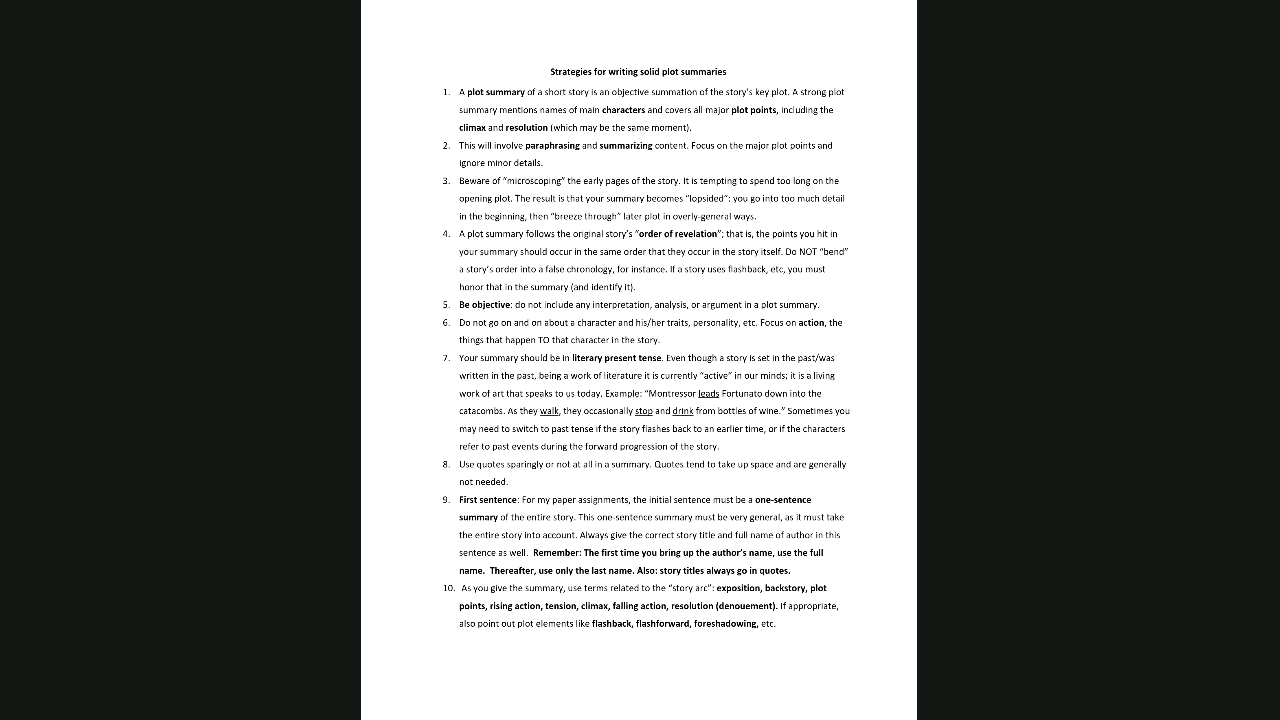 Strategies for writing solid plot summaries
1. A plot summary of a short story is an objective summation of the story's key plot. A strong plot
summary mentions names of main characters and covers all major plot points, including the
climax and resolution (which may be the same moment).
2. This will involve paraphrasing and summarizing content. Focus on the major plot points and
ignore minor details.
3. Beware of “microscoping” the early pages of the story. It is tempting to spend too long on the
opening plot. The result is that your summary becomes “lopsided”: you go into too much detail
in the beginning, then “breeze through” later plot in overly-general ways.
4. A plot summary follows the original story's “order of revelation”; that is, the points you hit in
your summary should occur in the same order that they occur in the story itself. Do NOT “bend”
a story's order into a false chronology, for instance. If a story uses flashback, etc, you must
honor that in the summary (and identify it).
5. Be objective: do not include any interpretation, analysis, or argument in a plot summary.
6. Do not go on and on about a character and his/her traits, personality, etc. Focus on action, the
things that happen TO that character in the story.
7. Your summary should be in literary present tense. Even though a story is set in the past/was
written in the past, being a work of literature it is currently “active” in our minds; it is a living
work of art that speaks to us today. Example: “Montressor leads Fortunato down into the
catacombs. As they walk, they occasionally stop and drink from bottles of wine.” Sometimes you
may need to switch to past tense if the story flashes back to an earlier time, or if the characters
refer to past events during the forward progression of the story.
8. Use quotes sparingly or not at all in a summary. Quotes tend to take up space and are generally
not needed.
9. First sentence: For my paper assignments, the initial sentence must be a one-sentence
summary of the entire story. This one-sentence summary must be very general, as it must take
the entire story into account. Always give the correct story title and full name of author in this
sentence as well. Remember: The first time you bring up the author's name, use the full
name. Thereafter, use only the last name. Also: story titles always go in quotes.
10. As you give the summary, use terms related to the “story arc”: exposition, backstory, plot
points, rising action, tension, climax, falling action, resolution (denouement). If appropriate,
also point out plot elements like flashback, flashforward, foreshadowing, etc.